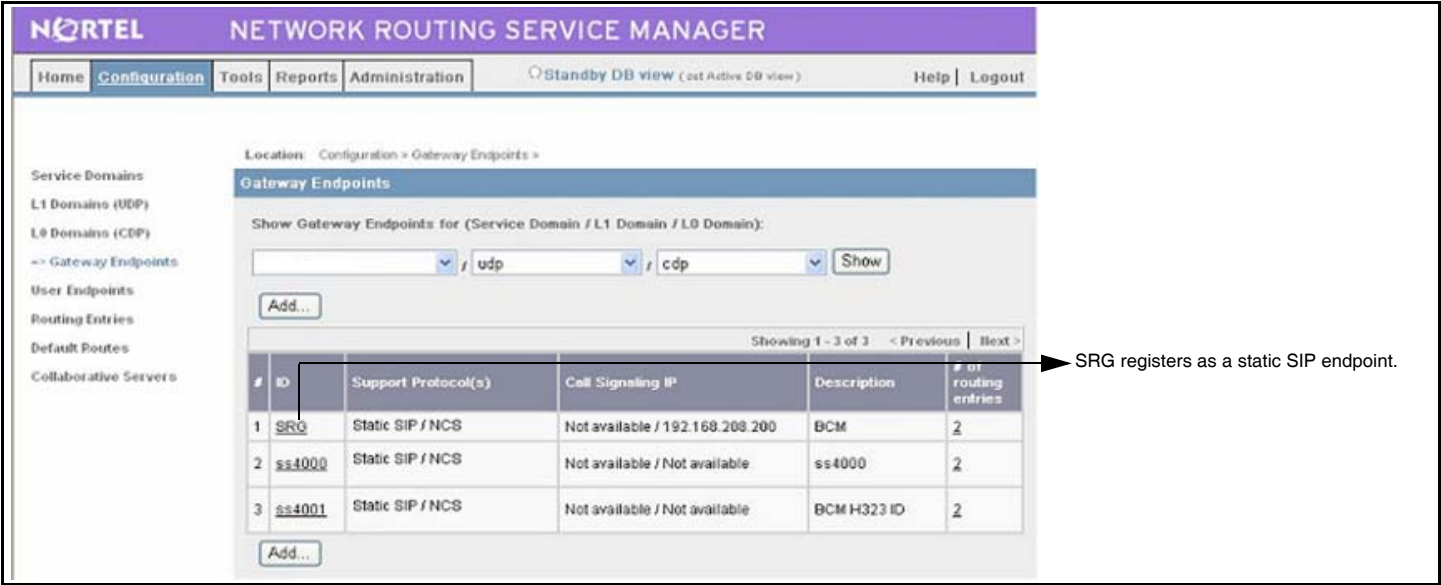 NORTEL NETWORK ROUTING SERVICE MANAGER
Home Configuration Tools Reports Administration Standby DB view ( set Active DB view ) Help | Logout
Location: Configuration » Gateway Endpoints »
Service Domains
Gateway Endpoints
L1 Domains (UDP)
Show Gateway Endpoints for (Service Domain / L1 Domain / L0 Domain):
L0 Domains (CDP)
=> Gateway Endpoints
/ udp / cdp Show
User Endpoints
Add...
Routing Entries
Default Routes
Showing 1 - 3 of 3 < Previous | Next >
Collaborative Servers
SRG registers as a static SIP endpoint.
# ID Support Protocol(s) Call Signaling IP Description # of routing entries
1 SRG Static SIP / NCS Not available / 192.168.208.200 BCM 2
2 ss4000 Static SIP / NCS Not available / Not available ss4000 2
3 ss4001 Static SIP / NCS Not available / Not available BCM H323 ID 2
Add...